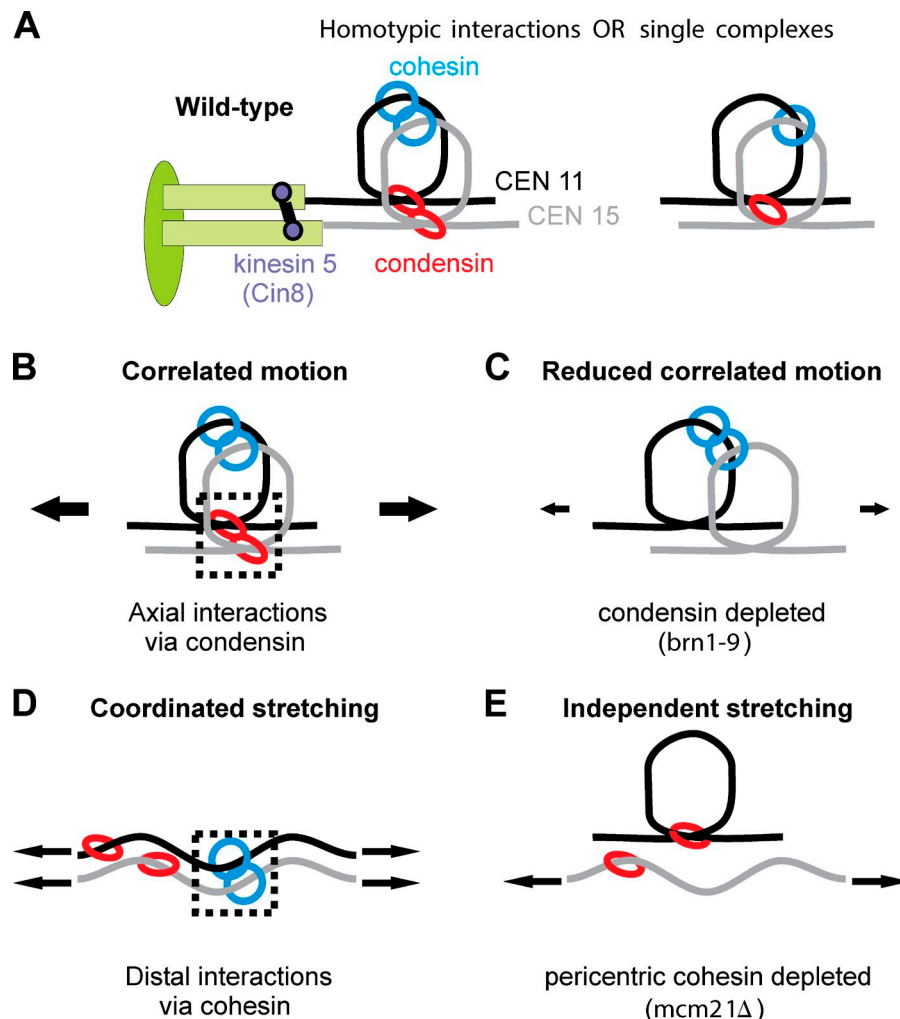 A
Homotypic interactions OR single complexes
cohesin
Wild-type
CEN 11
CEN 15
kinesin 5
(Cin8)
condensin
B
Correlated motion
Axial interactions
via condensin
C
Reduced correlated motion
condensin depleted
(brn1-9)
D
Coordinated stretching
Distal interactions
via cohesin
E
Independent stretching
pericentric cohesin depleted
(mcm21Δ)